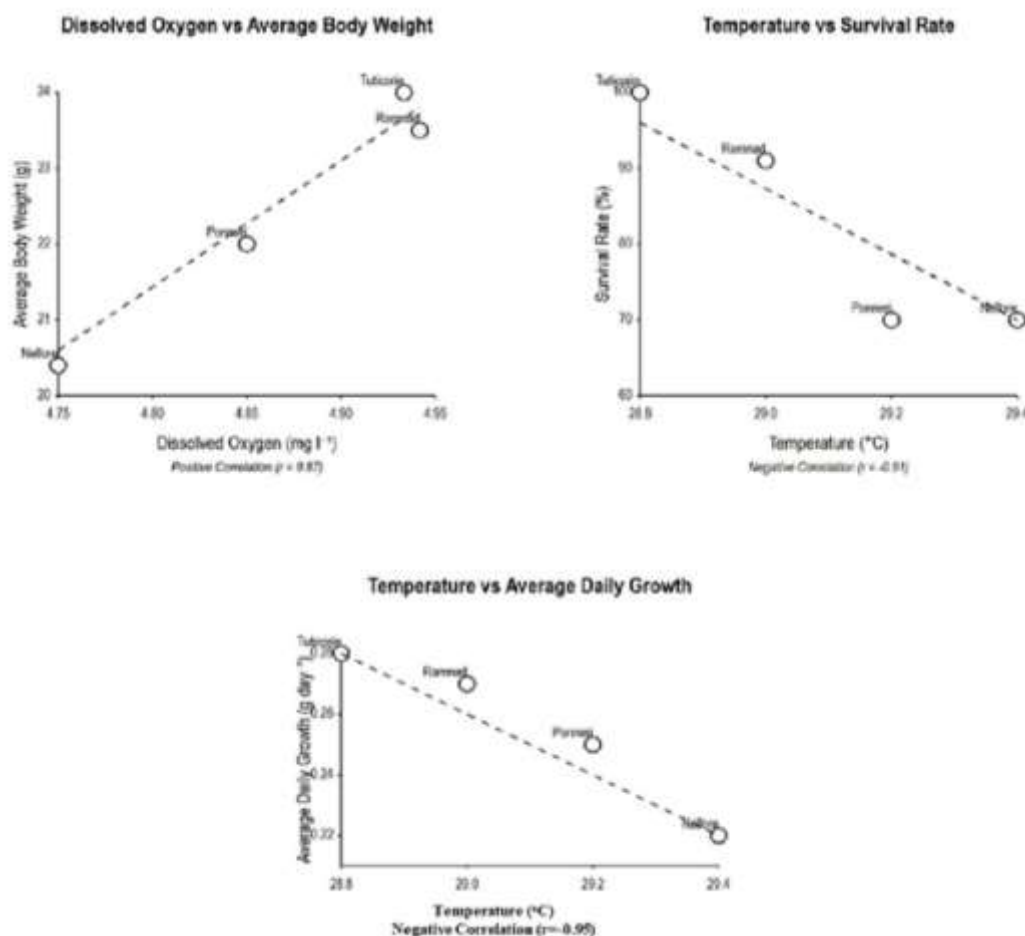 Dissolved Oxygen vs Average Body Weight
Average Body Weight (g)
24
23
22
21
20
Tuticorin
Ramnad
Ponneri
Nellore
4.75 4.80 4.85 4.90 4.95
Dissolved Oxygen (mg l⁻¹)
Positive Correlation (r =
Temperature vs Survival Rate
Survival Rate (%)
100
90
80
70
60
Tuticorin
Ramnad
Ponneri
Nellore
28.8 29.0 29.2 29.4
Temperature (°C)
Negative Correlation (r = -0.91)
Temperature vs Average Daily Growth
Average Daily Growth (g day⁻¹)
0.28
0.26
0.24
0.22
Tuticorin
Ramnad
Ponneri
Nellore
28.8 29.0 29.2 29.4
Temperature (°C)
Negative Correlation (r=-0.95)